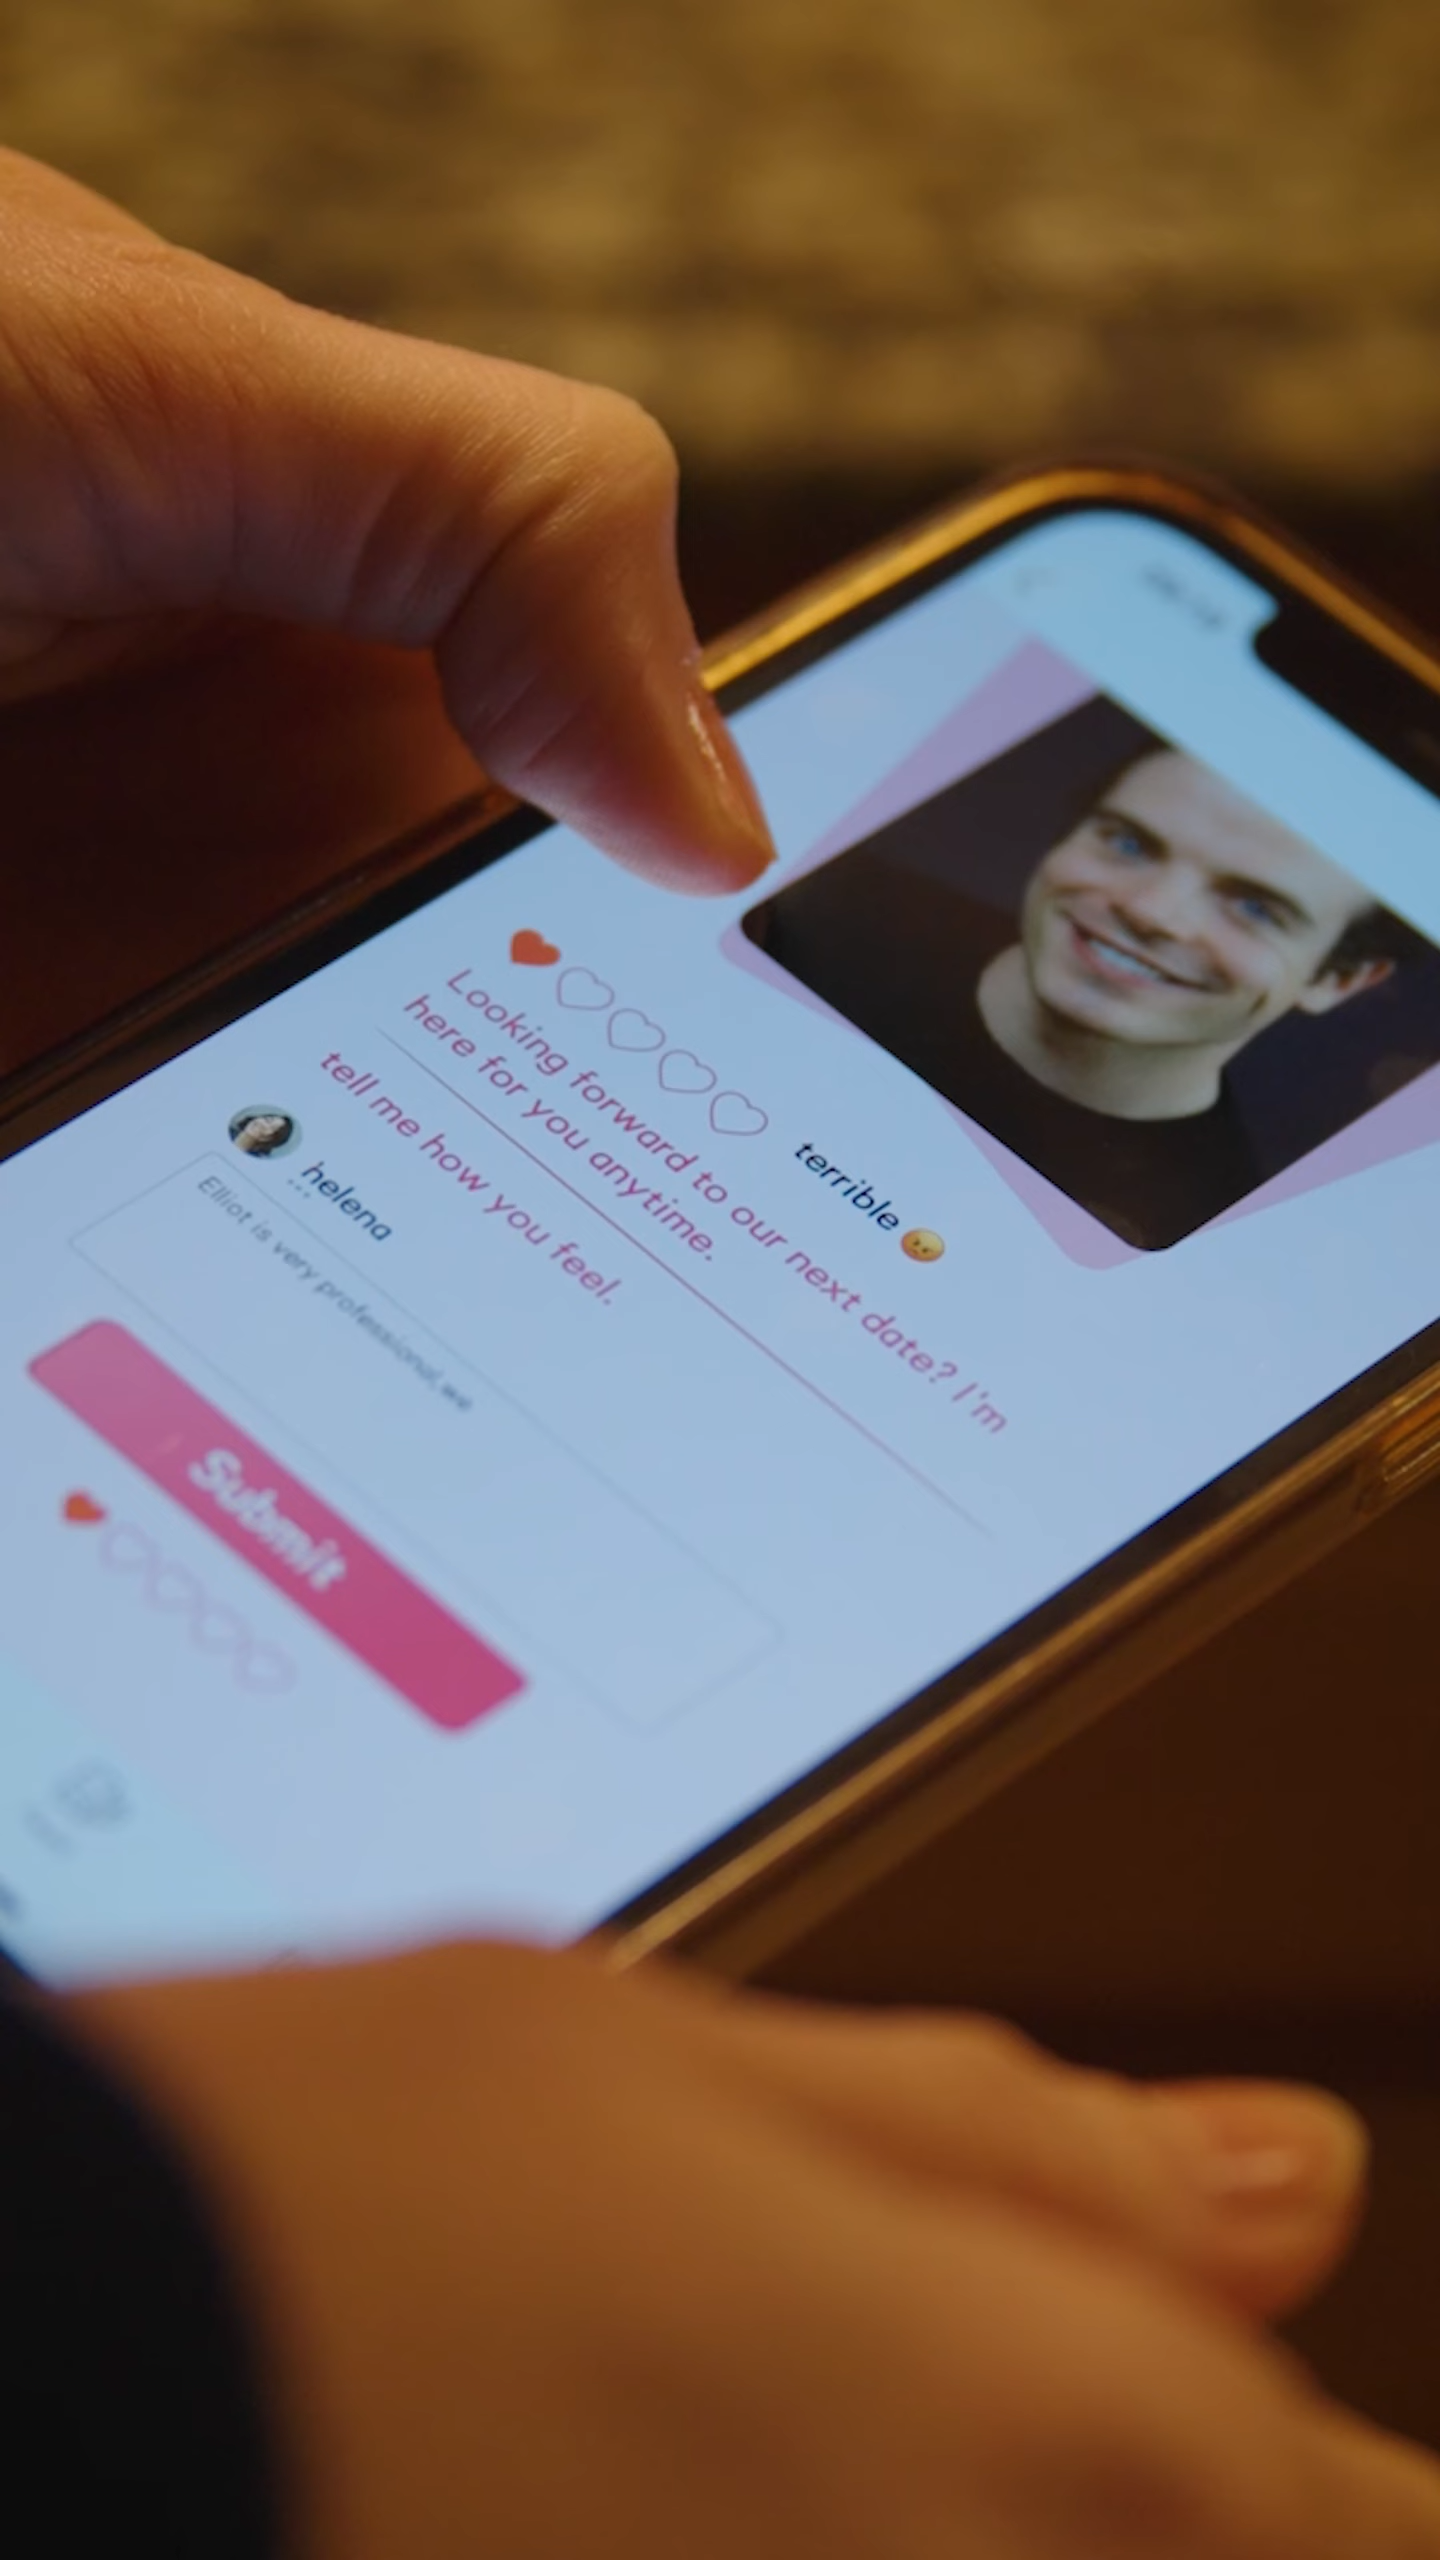 terrible 😠
Looking forward to our next date? I'm
here for you anytime.
tell me how you feel.
helena
Elliot is very professional, we
Submit